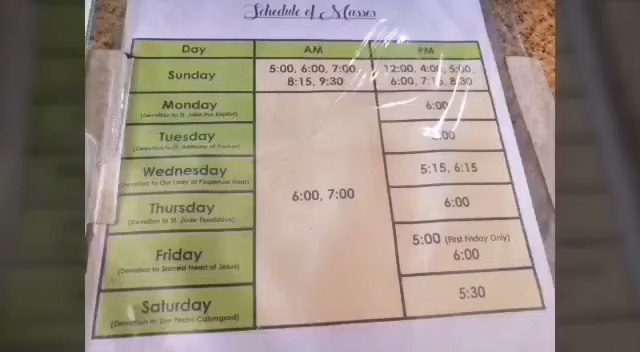 Schedule of Masses
Day AM PM
Sunday
5:00, 6:00, 7:00,
8:15, 9:30
12:00, 4:00, 5:00,
6:00, 7:15, 8:30
Monday
(Devotion to St. John the Baptist)
6:00
Tuesday
(Devotion to St. Anthony of Padua)
:00
Wednesday
(Devotion to Our Lady of Perpetual Help)
5:15, 6:15
6:00, 7:00
Thursday
(Devotion to St. Jude Thaddeus)
6:00
Friday
(Devotion to Sacred Heart of Jesus)
5:00 (First Friday Only)
6:00
Saturday
(Devotion to San Pedro Calungsod)
5:30